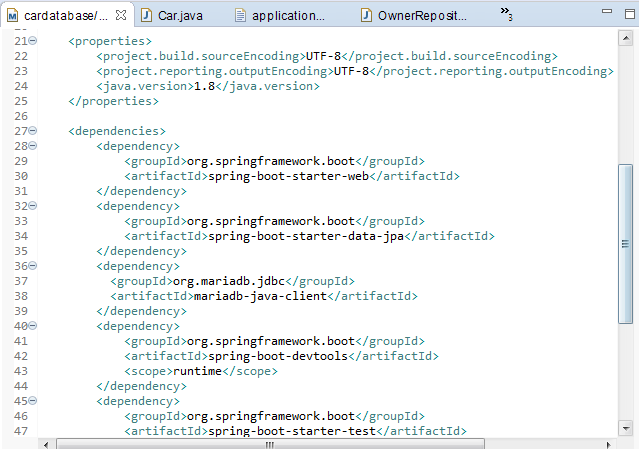 cardatabase/... Car.java application... OwnerReposit... »3
21 <properties>
22 <project.build.sourceEncoding>UTF-8</project.build.sourceEncoding>
23 <project.reporting.outputEncoding>UTF-8</project.reporting.outputEncoding>
24 <java.version>1.8</java.version>
25 </properties>
26
27 <dependencies>
28 <dependency>
29 <groupId>org.springframework.boot</groupId>
30 <artifactId>spring-boot-starter-web</artifactId>
31 </dependency>
32 <dependency>
33 <groupId>org.springframework.boot</groupId>
34 <artifactId>spring-boot-starter-data-jpa</artifactId>
35 </dependency>
36 <dependency>
37 <groupId>org.mariadb.jdbc</groupId>
38 <artifactId>mariadb-java-client</artifactId>
39 </dependency>
40 <dependency>
41 <groupId>org.springframework.boot</groupId>
42 <artifactId>spring-boot-devtools</artifactId>
43 <scope>runtime</scope>
44 </dependency>
45 <dependency>
46 <groupId>org.springframework.boot</groupId>
47 <artifactId>spring-boot-starter-test</artifactId>